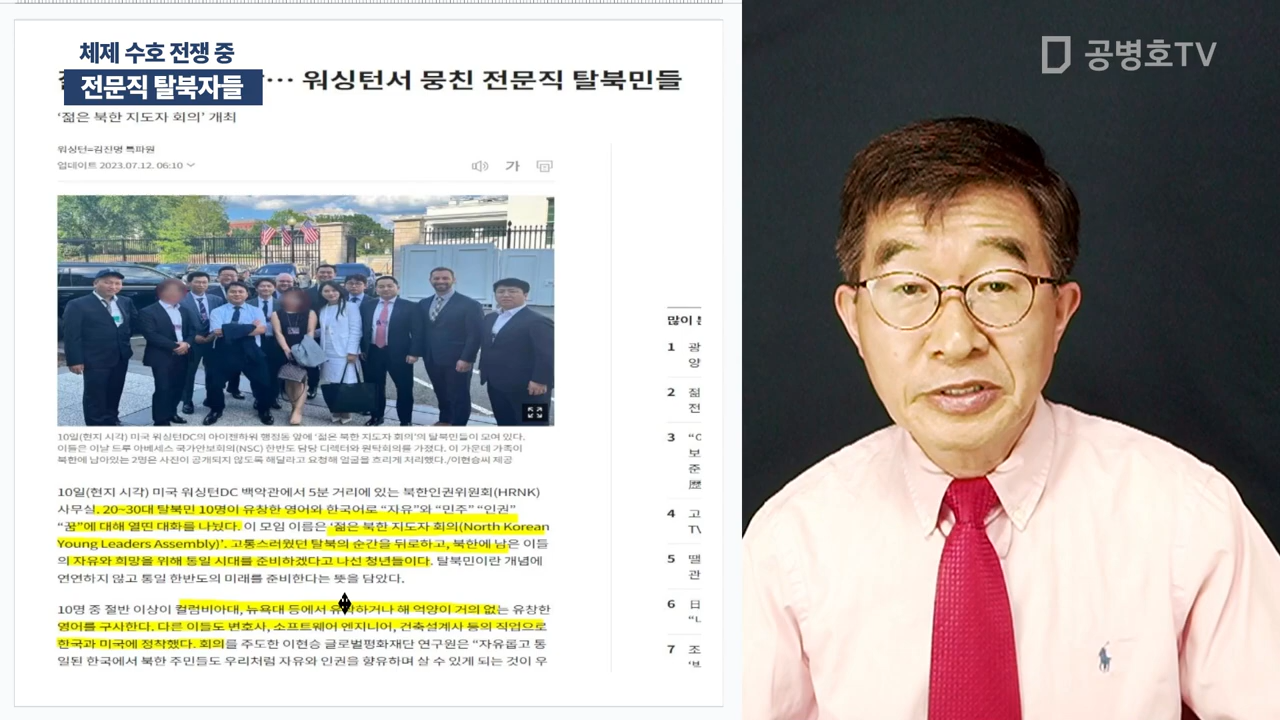 체제 수호 전쟁 중
전문직 탈북자들
… 워싱턴서 뭉친 전문직 탈북민들
'젊은 북한 지도자 회의' 개최
워싱턴=김진명 특파원
업데이트 2023.07.12. 06:10
가
10일(현지 시각) 미국 워싱턴DC의 아이젠하워 행정동 앞에 '젊은 북한 지도자 회의'의 탈북민들이 모여 있다.
이들은 이날 드루 아베세스 국가안보회의(NSC) 한반도 담당 디렉터와 원탁회의를 가졌다. 이 가운데 가족이
북한에 남아있는 2명은 사진이 공개되지 않도록 해달라고 요청해 얼굴을 흐리게 처리했다./이현승씨 제공
10일(현지 시각) 미국 워싱턴DC 백악관에서 5분 거리에 있는 북한인권위원회(HRNK)
사무실. 20~30대 탈북민 10명이 유창한 영어와 한국어로 "자유"와 "민주" "인권"
"꿈"에 대해 열띤 대화를 나눴다. 이 모임 이름은 '젊은 북한 지도자 회의(North Korean
Young Leaders Assembly)'. 고통스러웠던 탈북의 순간을 뒤로하고, 북한에 남은 이들
의 자유와 희망을 위해 통일 시대를 준비하겠다고 나선 청년들이다. 탈북민이란 개념에
연연하지 않고 통일 한반도의 미래를 준비한다는 뜻을 담았다.
10명 중 절반 이상이 컬럼비아대, 뉴욕대 등에서 유학하거나 해 억양이 거의 없는 유창한
영어를 구사한다. 다른 이들도 변호사, 소프트웨어 엔지니어, 건축설계사 등의 직업으로
한국과 미국에 정착했다. 회의를 주도한 이현승 글로벌평화재단 연구원은 "자유롭고 통
일된 한국에서 북한 주민들도 우리처럼 자유와 인권을 향유하며 살 수 있게 되는 것이 우
많이 본
1 광
양
2 젊
전
3
보
준
歷
4 고
TV
5 땡
관
6 日
7 조
공병호TV